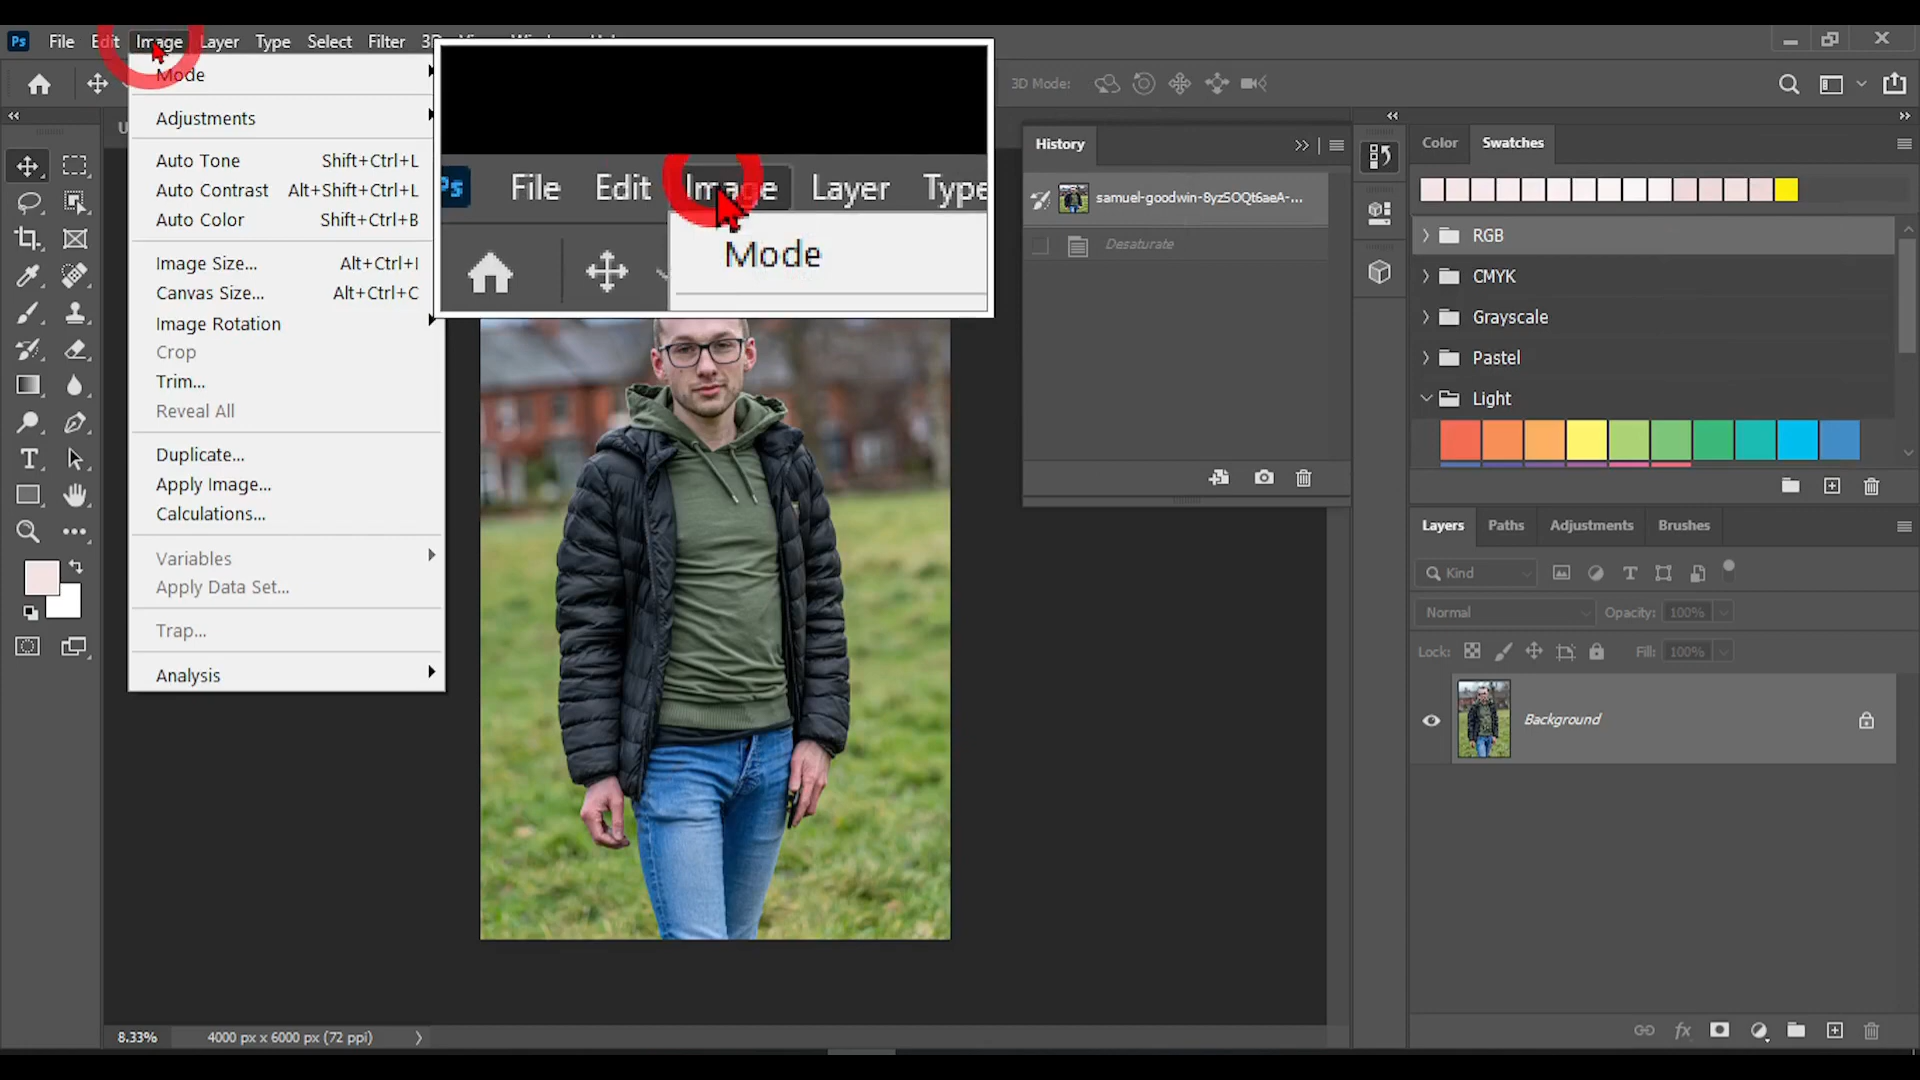 Ps File Edit Image Layer Type Select Filter 3D
3D Mode:
Mode
Adjustments
Auto Tone Shift+Ctrl+L
Auto Contrast Alt+Shift+Ctrl+L
Auto Color Shift+Ctrl+B
Image Size... Alt+Ctrl+I
Canvas Size... Alt+Ctrl+C
Image Rotation
Crop
Trim...
Reveal All
Duplicate...
Apply Image...
Calculations...
Variables
Apply Data Set...
Trap...
Analysis
Ps File Edit Image Layer Type
Mode
History
samuel-goodwin-8yzSOQt6aeA-...
Desaturate
Color Swatches
RGB
CMYK
Grayscale
Pastel
Light
Layers Paths Adjustments Brushes
Kind
Normal Opacity: 100%
Lock: Fill: 100%
Background
fx
8.33% 4000 px x 6000 px (72 ppi)